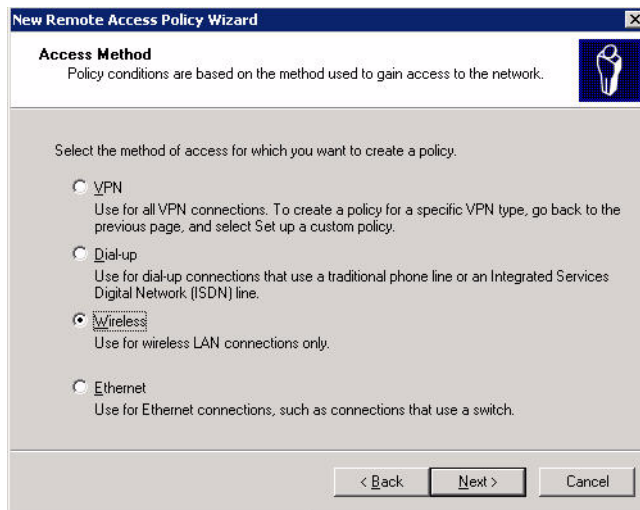 New Remote Access Policy Wizard
Access Method
Policy conditions are based on the method used to gain access to the network.
Select the method of access for which you want to create a policy.
VPN
Use for all VPN connections. To create a policy for a specific VPN type, go back to the
previous page, and select Set up a custom policy.
Dial-up
Use for dial-up connections that use a traditional phone line or an Integrated Services
Digital Network (ISDN) line.
Wireless
Use for wireless LAN connections only.
Ethernet
Use for Ethernet connections, such as connections that use a switch.
< Back Next > Cancel